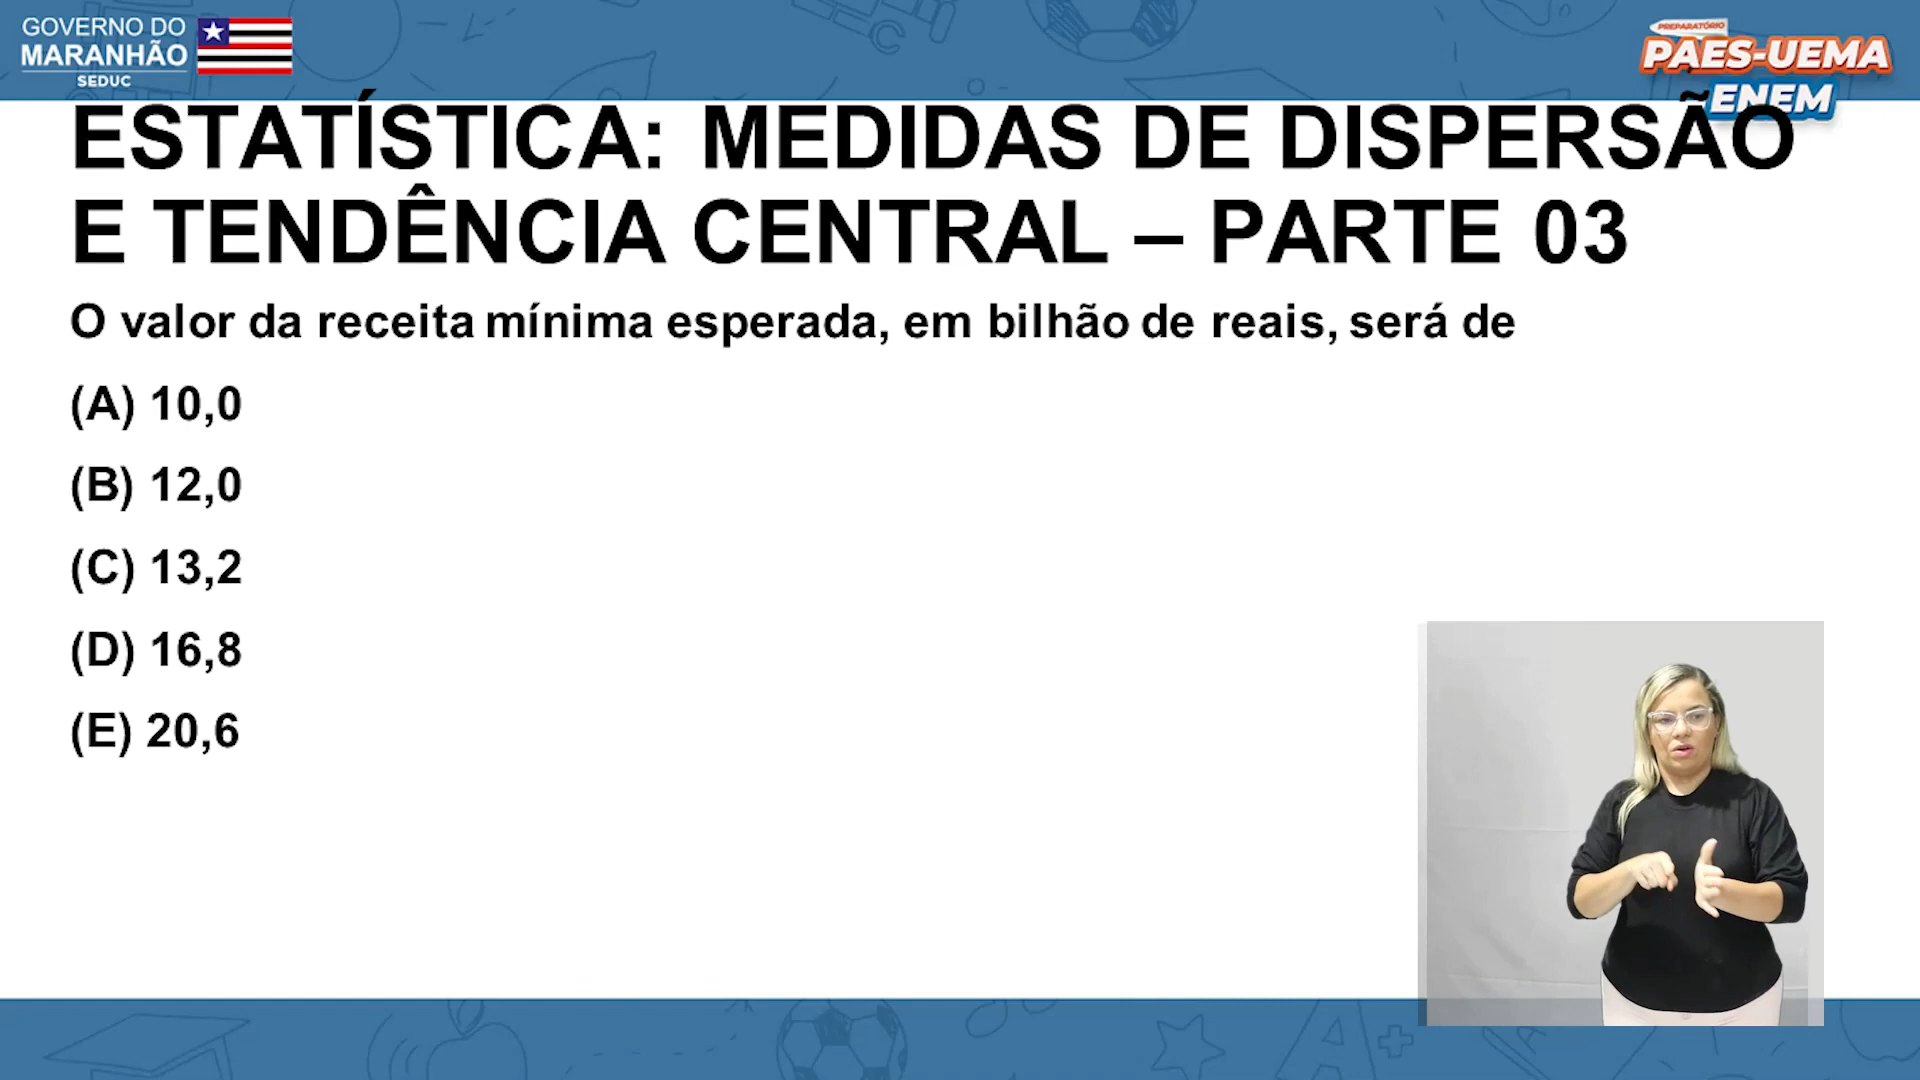 GOVERNO DO
MARANHÃO
SEDUC
PREPARATÓRIO
PAES-UEMA
ENEM
ESTATÍSTICA: MEDIDAS DE DISPERSÃO
E TENDÊNCIA CENTRAL – PARTE 03
O valor da receita mínima esperada, em bilhão de reais, será de
(A) 10,0
(B) 12,0
(C) 13,2
(D) 16,8
(E) 20,6